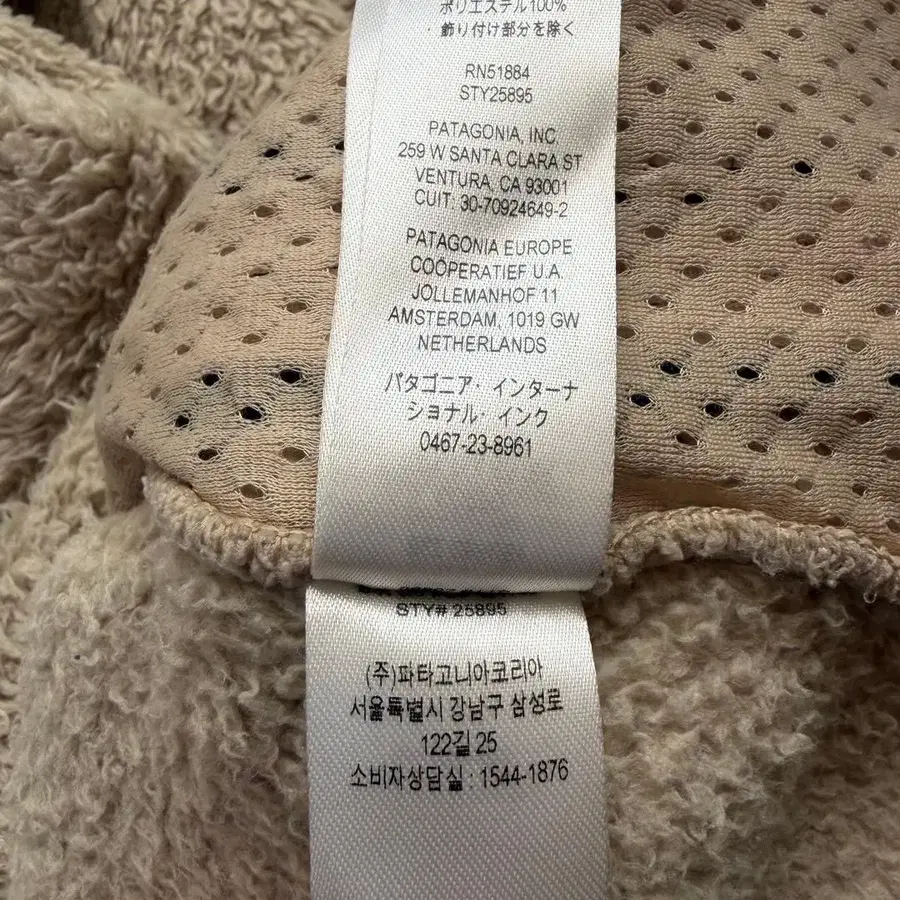 ポリエステル100%
・飾り付け部分を除く
RN51884
STY25895
PATAGONIA, INC
259 W SANTA CLARA ST
VENTURA, CA 93001
CUIT: 30-70924649-2
PATAGONIA EUROPE
COÖPERATIEF U.A.
JOLLEMANHOF 11
AMSTERDAM, 1019 GW
NETHERLANDS
パタゴニア・インターナ
ショナル・インク
0467-23-8961
STY# 25895
(주)파타고니아코리아
서울특별시 강남구 삼성로
122길 25
소비자상담실 : 1544-1876